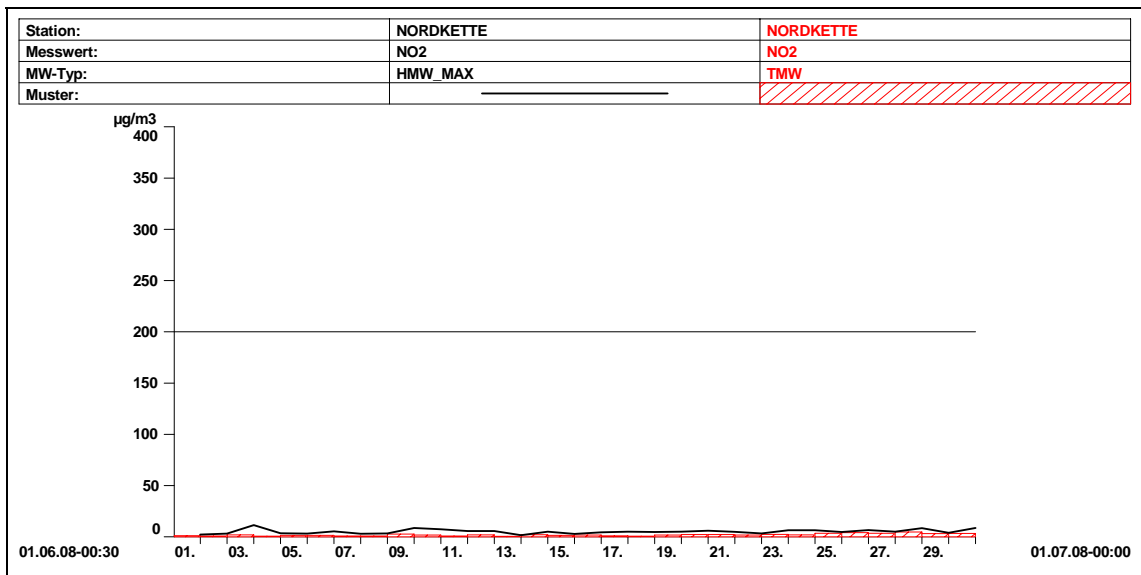 Station: NORDKETTE NORDKETTE
Messwert: NO2 NO2
MW-Typ: HMW_MAX TMW
Muster:
µg/m3
400
350
300
250
200
150
100
50
0
01.06.08-00:30 01. 03. 05. 07. 09. 11. 13. 15. 17. 19. 21. 23. 25. 27. 29. 01.07.08-00:00